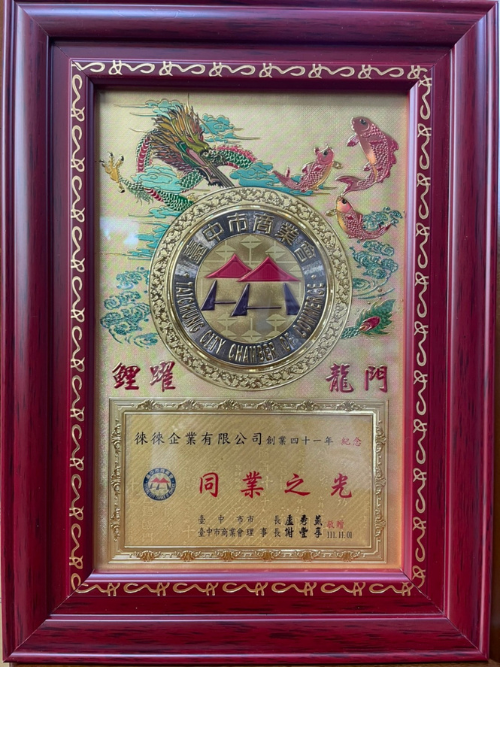 臺中市商業會
TAICHUNG CITY CHAMBER OF COMMERCE
鯉躍龍門
徠徠企業有限公司創業四十一年 紀念
同業之光
臺中市市長盧秀燕
臺中市商業會理事長謝豐享 敬贈
111.11.01